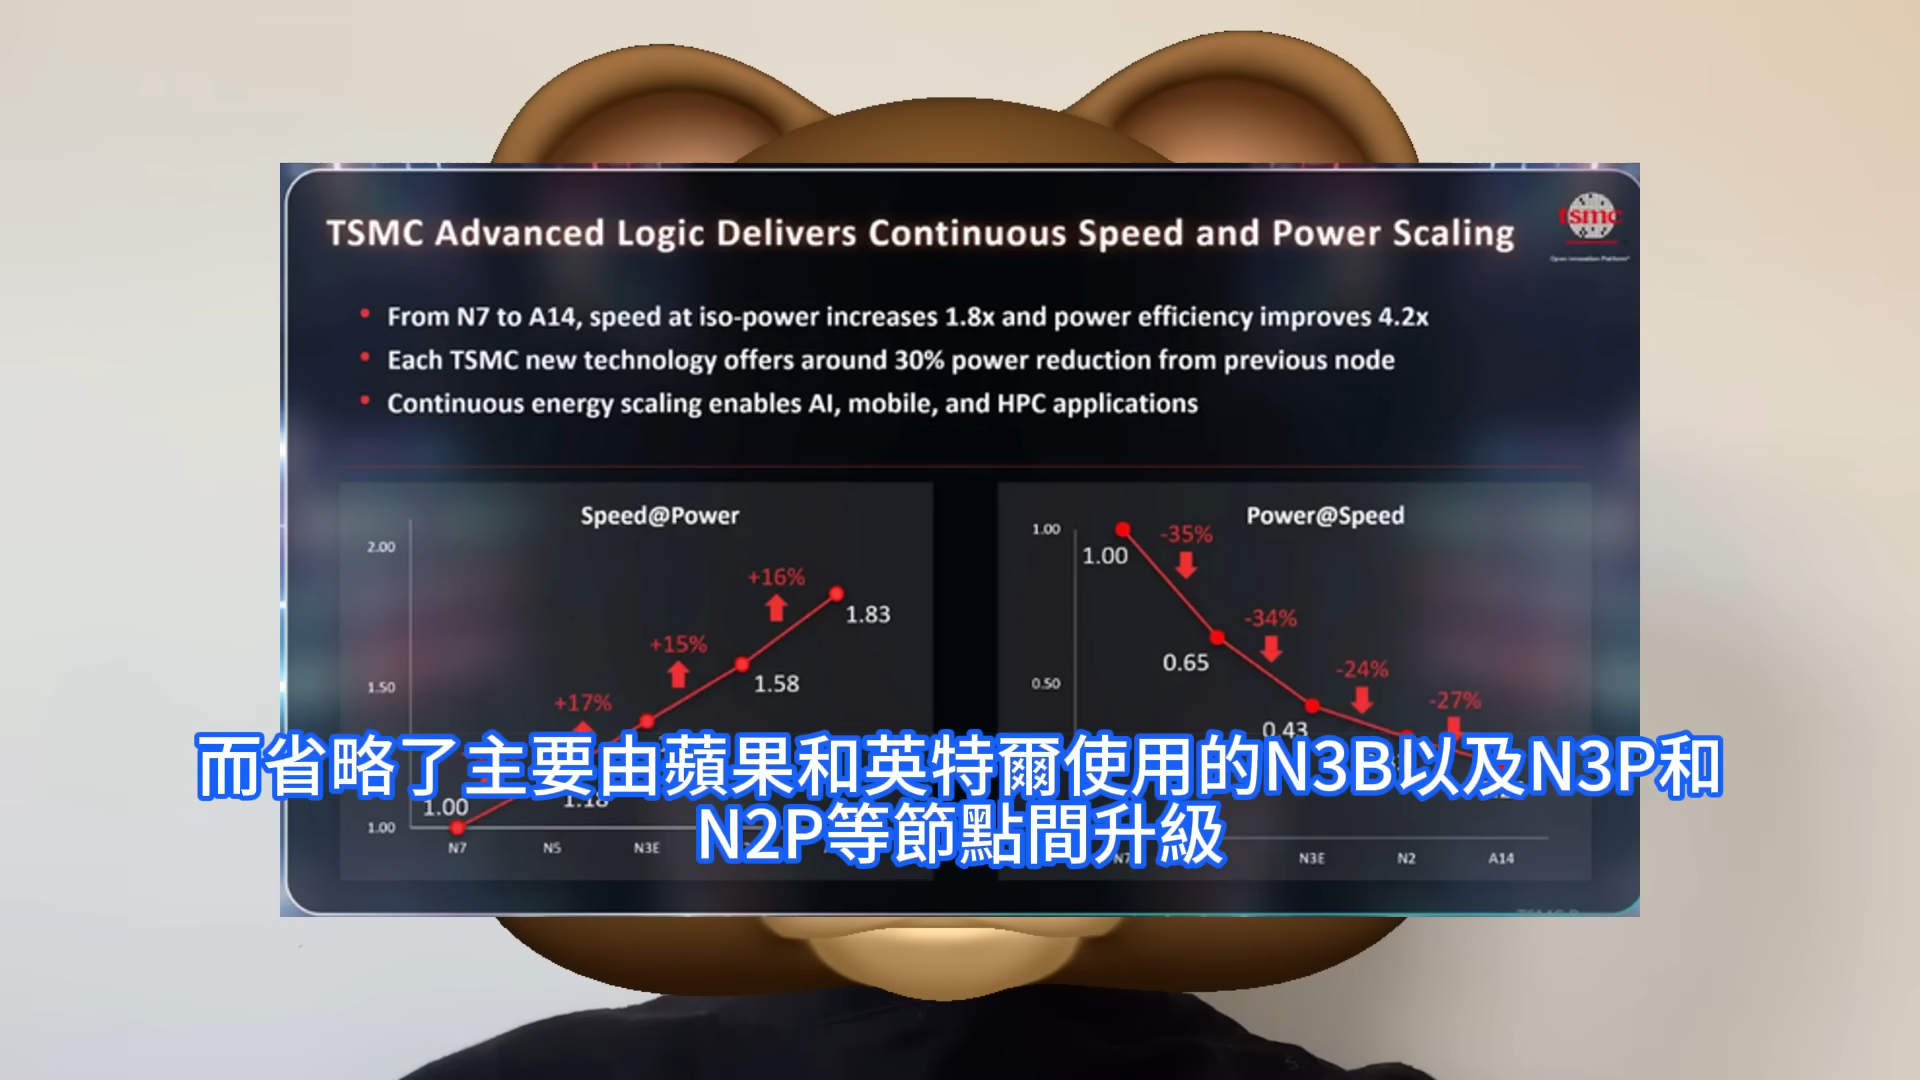 TSMC Advanced Logic Delivers Continuous Speed and Power Scaling
tsmc
Open Innovation Platform®
• From N7 to A14, speed at iso-power increases 1.8x and power efficiency improves 4.2x
• Each TSMC new technology offers around 30% power reduction from previous node
• Continuous energy scaling enables AI, mobile, and HPC applications
Speed@Power
2.00
1.50
1.00
+17%
+15%
+16%
1.00
1.18
1.58
1.83
N7
N5
N3E
Power@Speed
1.00
0.50
-35%
-34%
-24%
-27%
1.00
0.65
0.43
N7
N3E
N2
A14
而省略了主要由蘋果和英特爾使用的N3B以及N3P和
N2P等節點間升級